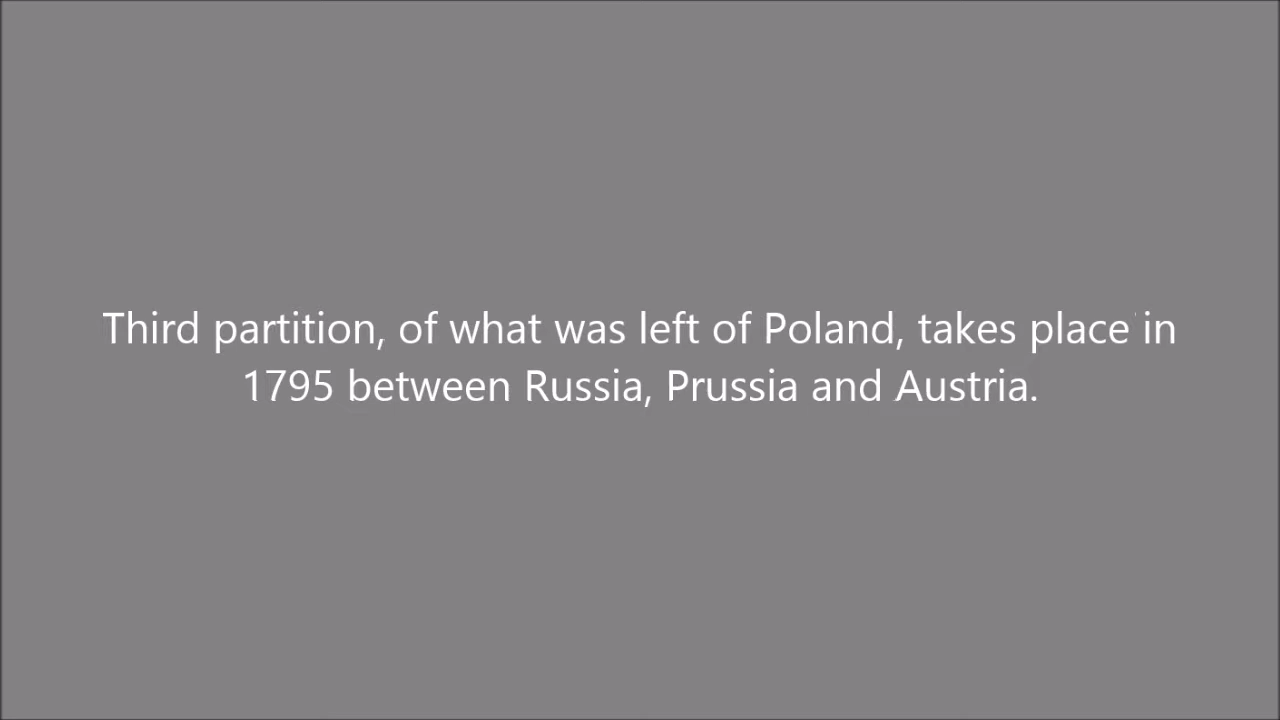 Third partition, of what was left of Poland, takes place in
1795 between Russia, Prussia and Austria.